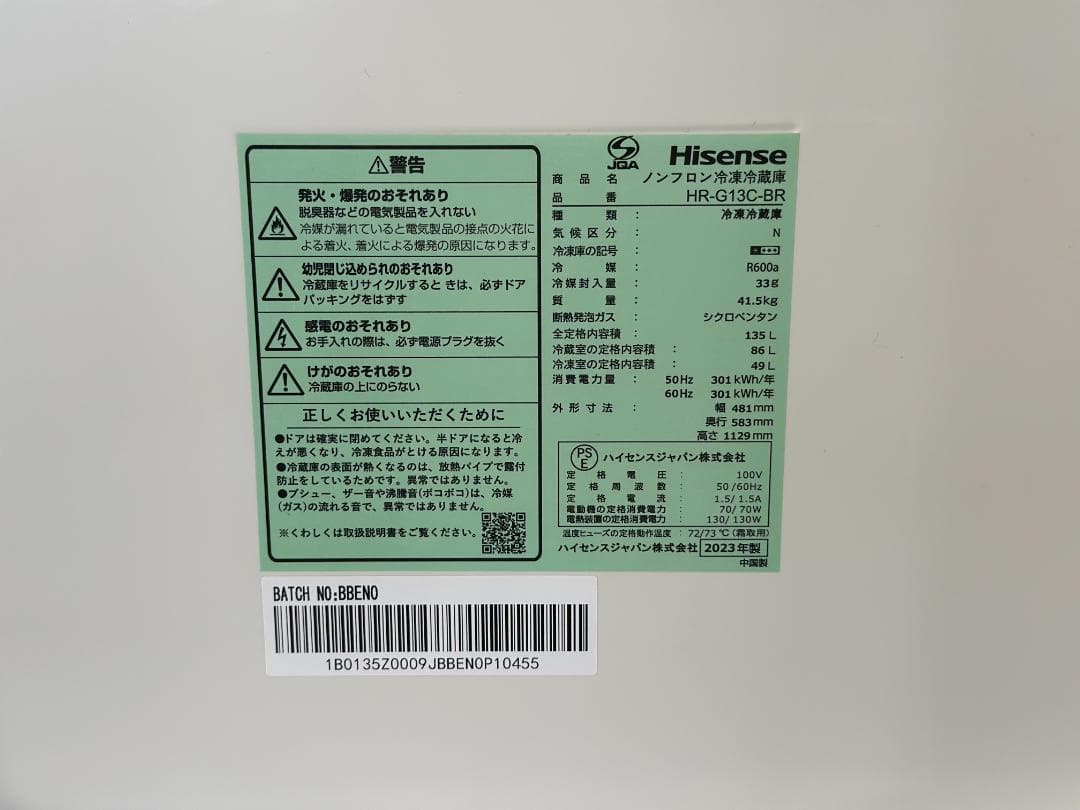 ⚠警告
発火・爆発のおそれあり
脱臭器などの電気製品を入れない
冷媒が漏れていると電気製品の接点の火花に
よる着火、着火による爆発の原因になります。
幼児閉じ込められのおそれあり
冷蔵庫をリサイクルするときは、必ずドア
パッキングをはずす
感電のおそれあり
お手入れの際は、必ず電源プラグを抜く
けがのおそれあり
冷蔵庫の上にのらない
正しくお使いいただくために
●ドアは確実に閉めてください。半ドアになると冷
えが悪くなり、冷凍食品がとける原因になります。
●冷蔵庫の表面が熱くなるのは、放熱パイプで露付
防止をしているためです。異常ではありません。
●プシュー、ザー音や沸騰音(ポコポコ)は、冷媒
(ガス)の流れる音で、異常ではありません。
※くわしくは取扱説明書をご覧ください。
JQA
Hisense
商品名 ノンフロン冷凍冷蔵庫
品番 HR-G13C-BR
種類 : 冷凍冷蔵庫
気候区分 : N
冷凍庫の記号 :
冷媒 : R600a
冷媒封入量 : 33g
質量 : 41.5kg
断熱発泡ガス : シクロペンタン
全定格内容積 : 135 L
冷蔵室の定格内容積 : 86 L
冷凍室の定格内容積 : 49 L
消費電力量 : 50Hz 301 kWh/年
60Hz 301 kWh/年
外形寸法 : 幅 481mm
奥行 583mm
高さ 1129mm
PSE ハイセンスジャパン株式会社
定格電圧 : 100V
定格周波数 : 50/60Hz
定格電流 : 1.5/1.5A
電動機の定格消費電力 : 70/70W
電熱装置の定格消費電力 : 130/130W
温度ヒューズの定格動作温度 : 72/73℃(霜取用)
ハイセンスジャパン株式会社 2023年製
中国製
BATCH NO:BBEN0
1B0135Z0009JBBEN0P10455